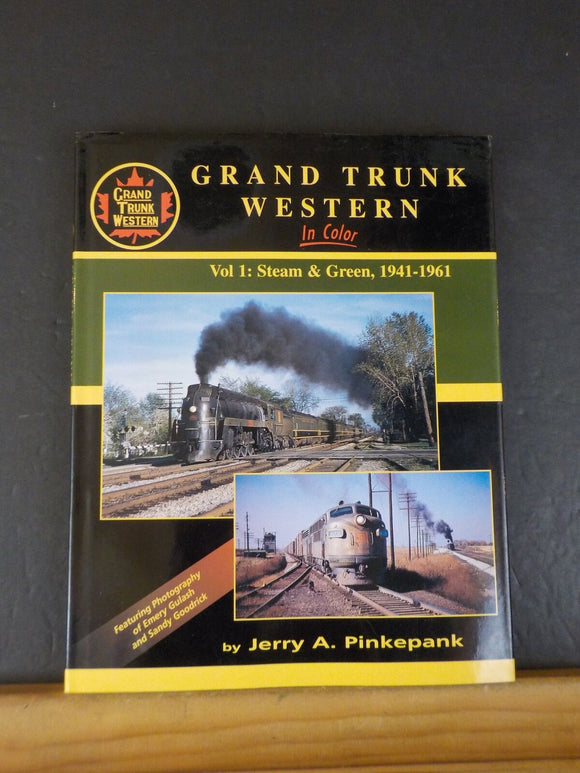 GRAND TRUNK
WESTERN
In Color
GRAND
TRUNK
WESTERN
Vol 1: Steam & Green, 1941-1961
Featuring Photography
of Emery Gulash
and Sandy Goodrick
by Jerry A. Pinkepank